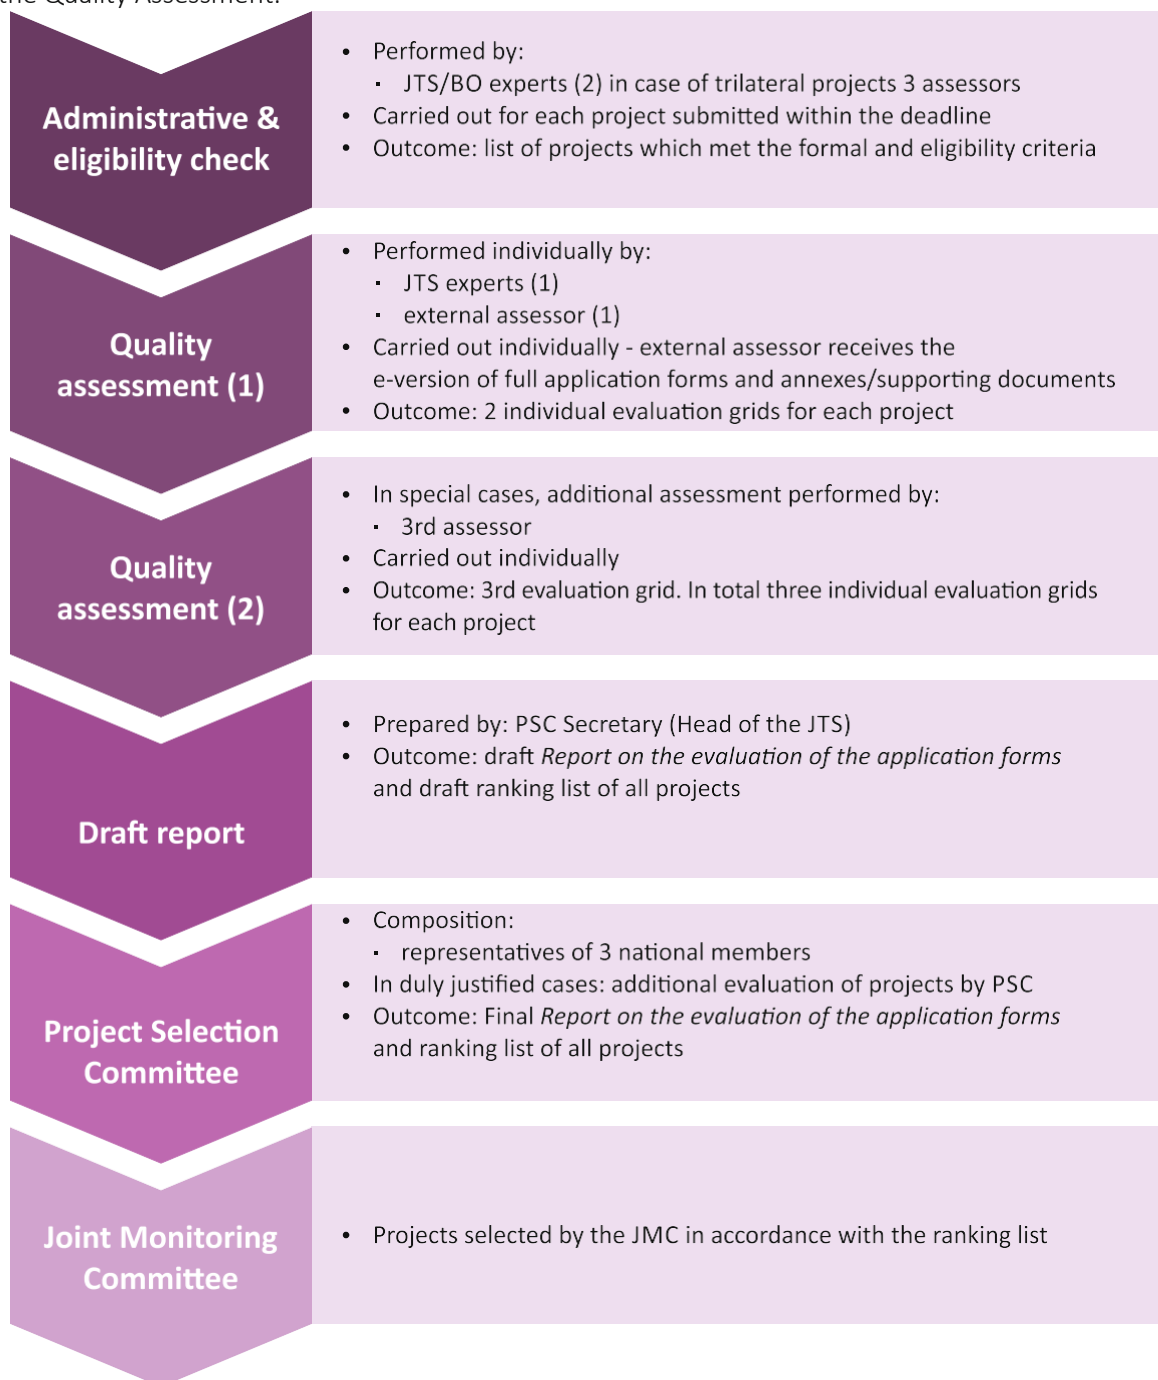 the Quality Assessment.
Administrative &
eligibility check
• Performed by:
▪ JTS/BO experts (2) in case of trilateral projects 3 assessors
• Carried out for each project submitted within the deadline
• Outcome: list of projects which met the formal and eligibility criteria
Quality
assessment (1)
• Performed individually by:
▪ JTS experts (1)
▪ external assessor (1)
• Carried out individually - external assessor receives the
e-version of full application forms and annexes/supporting documents
• Outcome: 2 individual evaluation grids for each project
Quality
assessment (2)
• In special cases, additional assessment performed by:
▪ 3rd assessor
• Carried out individually
• Outcome: 3rd evaluation grid. In total three individual evaluation grids
for each project
Draft report
• Prepared by: PSC Secretary (Head of the JTS)
• Outcome: draft Report on the evaluation of the application forms
and draft ranking list of all projects
Project Selection
Committee
• Composition:
▪ representatives of 3 national members
• In duly justified cases: additional evaluation of projects by PSC
• Outcome: Final Report on the evaluation of the application forms
and ranking list of all projects
Joint Monitoring
Committee
• Projects selected by the JMC in accordance with the ranking list